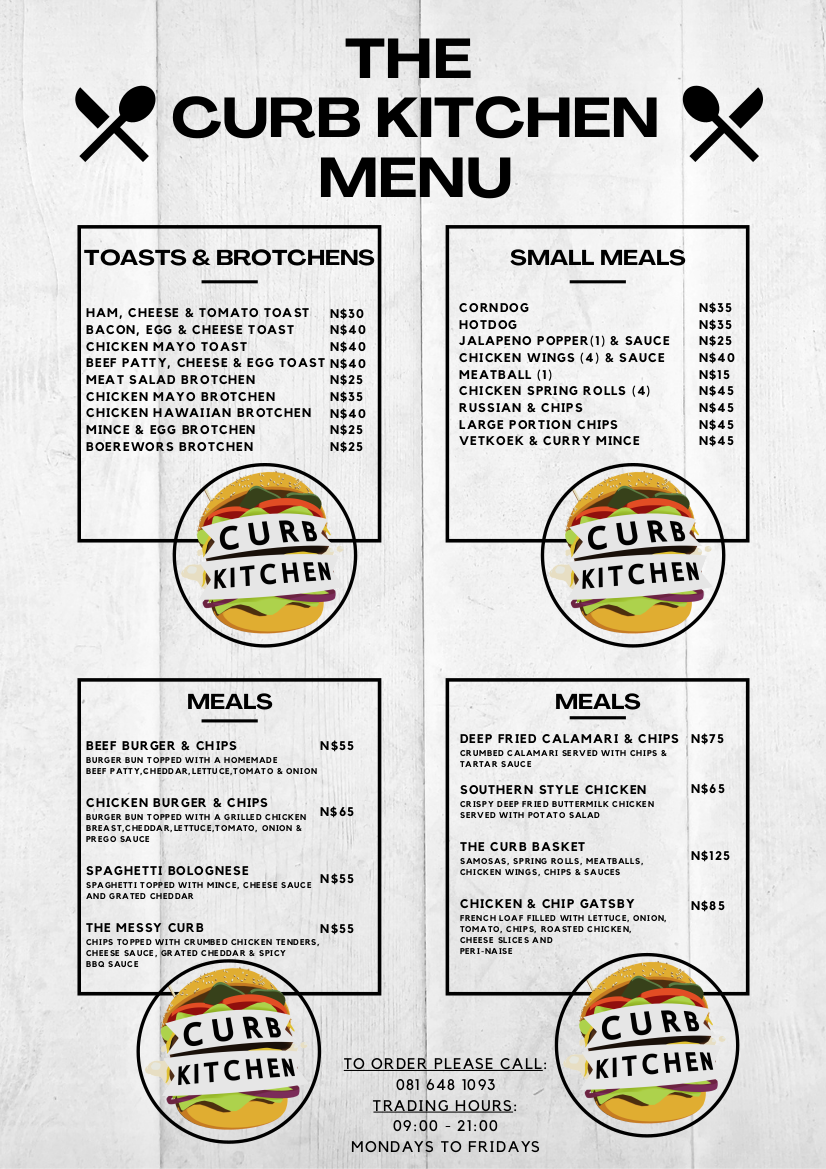 THE
CURB KITCHEN
MENU
TOASTS & BROTCHENS
HAM, CHEESE & TOMATO TOAST N$30
BACON, EGG & CHEESE TOAST N$40
CHICKEN MAYO TOAST N$40
BEEF PATTY, CHEESE & EGG TOAST N$40
MEAT SALAD BROTCHEN N$25
CHICKEN MAYO BROTCHEN N$35
CHICKEN HAWAIIAN BROTCHEN N$40
MINCE & EGG BROTCHEN N$25
BOEREWORS BROTCHEN N$25
CURB
KITCHEN
SMALL MEALS
CORNDOG N$35
HOTDOG N$35
JALAPENO POPPER(1) & SAUCE N$25
CHICKEN WINGS (4) & SAUCE N$40
MEATBALL (1) N$15
CHICKEN SPRING ROLLS (4) N$45
RUSSIAN & CHIPS N$45
LARGE PORTION CHIPS N$45
VETKOEK & CURRY MINCE N$45
CURB
KITCHEN
MEALS
BEEF BURGER & CHIPS N$55
BURGER BUN TOPPED WITH A HOMEMADE
BEEF PATTY,CHEDDAR,LETTUCE,TOMATO & ONION
CHICKEN BURGER & CHIPS
N$65
BURGER BUN TOPPED WITH A GRILLED CHICKEN
BREAST,CHEDDAR,LETTUCE,TOMATO, ONION &
PREGO SAUCE
SPAGHETTI BOLOGNESE
N$55
SPAGHETTI TOPPED WITH MINCE, CHEESE SAUCE
AND GRATED CHEDDAR
THE MESSY CURB N$55
CHIPS TOPPED WITH CRUMBED CHICKEN TENDERS,
CHEESE SAUCE, GRATED CHEDDAR & SPICY
BBQ SAUCE
CURB
KITCHEN
MEALS
DEEP FRIED CALAMARI & CHIPS N$75
CRUMBED CALAMARI SERVED WITH CHIPS &
TARTAR SAUCE
SOUTHERN STYLE CHICKEN N$65
CRISPY DEEP FRIED BUTTERMILK CHICKEN
SERVED WITH POTATO SALAD
THE CURB BASKET
N$125
SAMOSAS, SPRING ROLLS, MEATBALLS,
CHICKEN WINGS, CHIPS & SAUCES
CHICKEN & CHIP GATSBY N$85
FRENCH LOAF FILLED WITH LETTUCE, ONION,
TOMATO, CHIPS, ROASTED CHICKEN,
CHEESE SLICES AND
PERI-NAISE
CURB
KITCHEN
TO ORDER PLEASE CALL:
081 648 1093
TRADING HOURS:
09:00 - 21:00
MONDAYS TO FRIDAYS